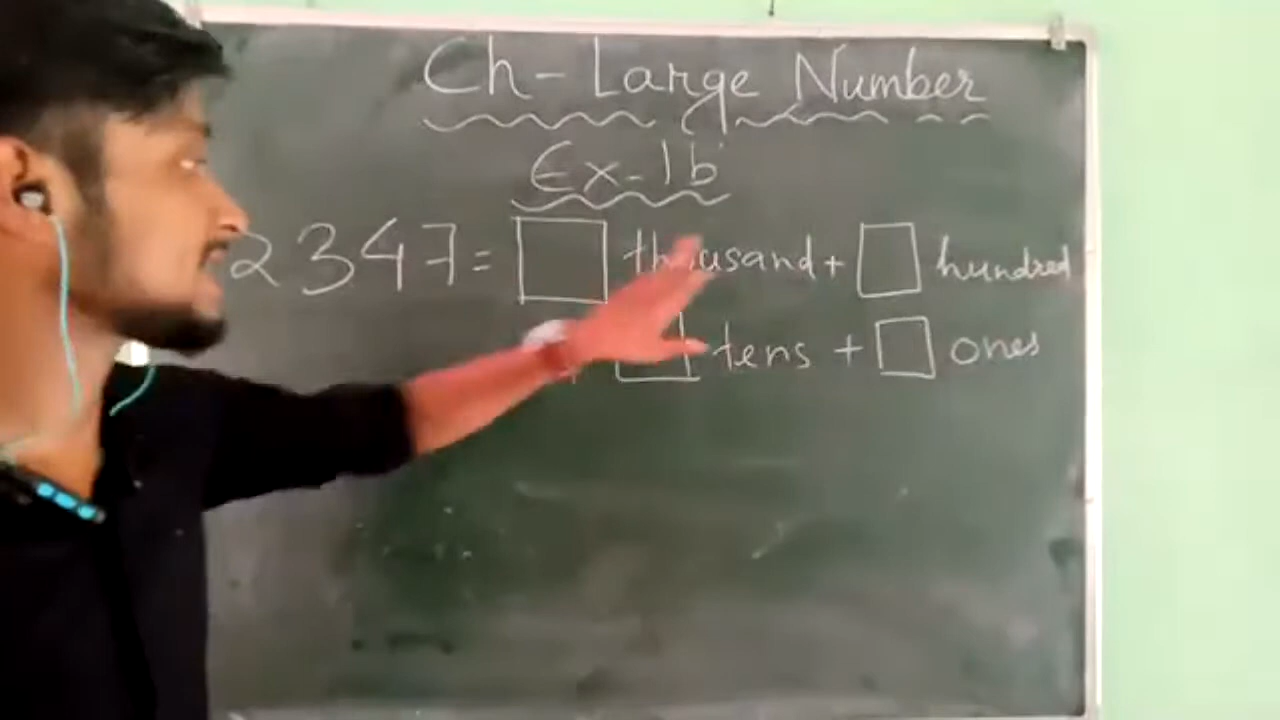 Ch-Large Number
Ex-1b
2347=□ thousand+□ hundred
+□ tens +□ ones